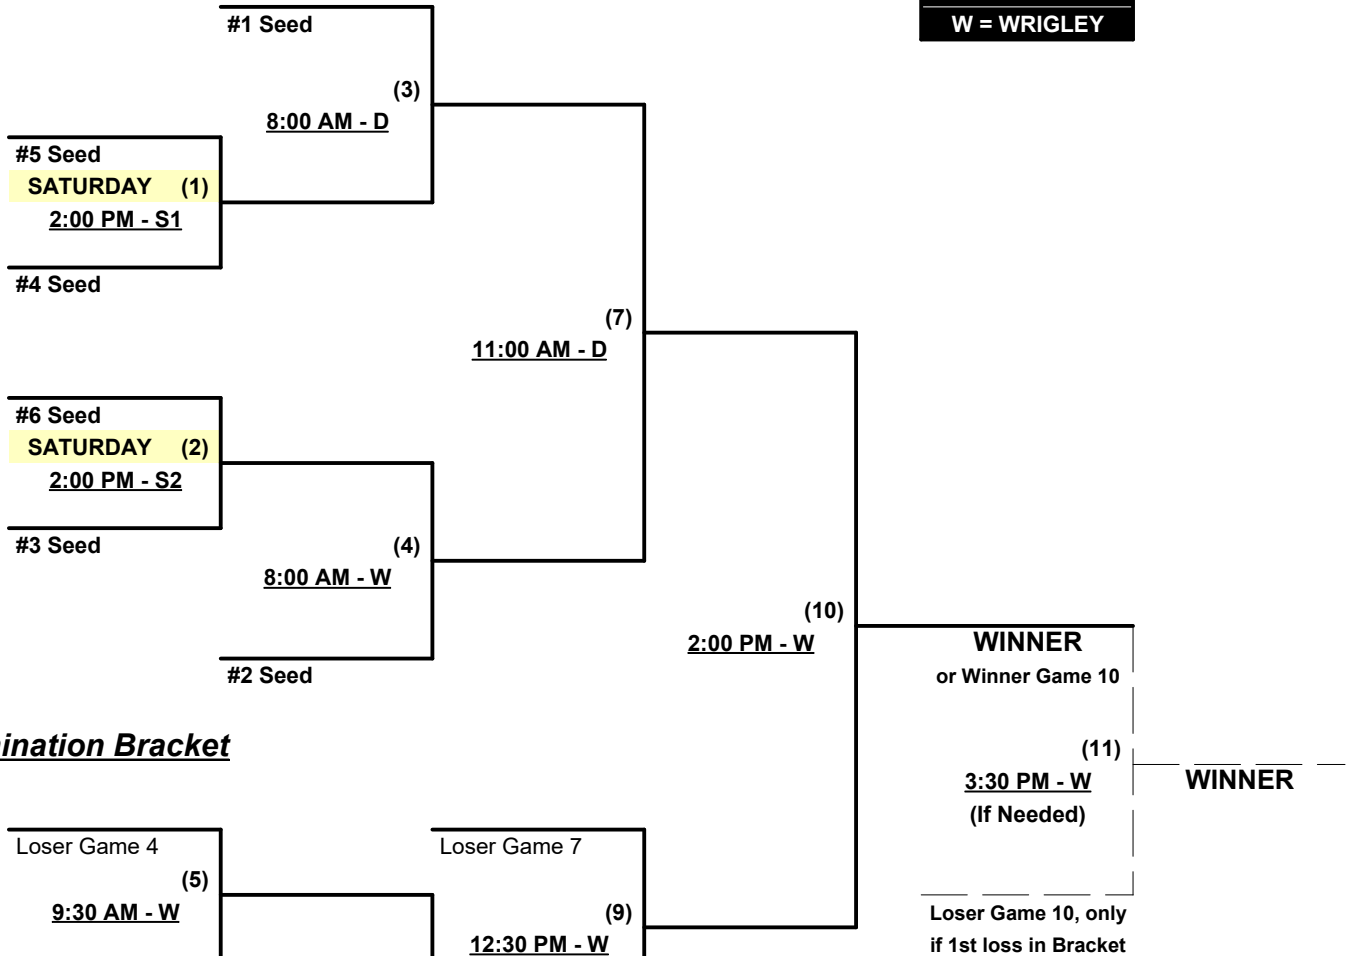 #1 Seed
W = WRIGLEY
(3)
8:00 AM - D
#5 Seed
SATURDAY (1)
2:00 PM - S1
#4 Seed
(7)
11:00 AM - D
#6 Seed
SATURDAY (2)
2:00 PM - S2
#3 Seed
(4)
8:00 AM - W
(10)
2:00 PM - W
#2 Seed
WINNER
or Winner Game 10
ination Bracket
(11)
3:30 PM - W
(If Needed)
WINNER
Loser Game 4
(5)
9:30 AM - W
Loser Game 7
(9)
12:30 PM - W
Loser Game 10, only
if 1st loss in Bracket